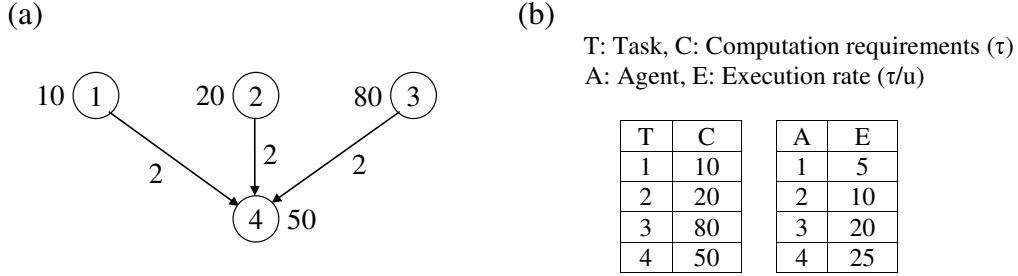 (a)
(b)
T: Task, C: Computation requirements (τ)
A: Agent, E: Execution rate (τ/u)
10 1 20 2 80 3
2 2 2
4 50
T C
1 10
2 20
3 80
4 50
A E
1 5
2 10
3 20
4 25